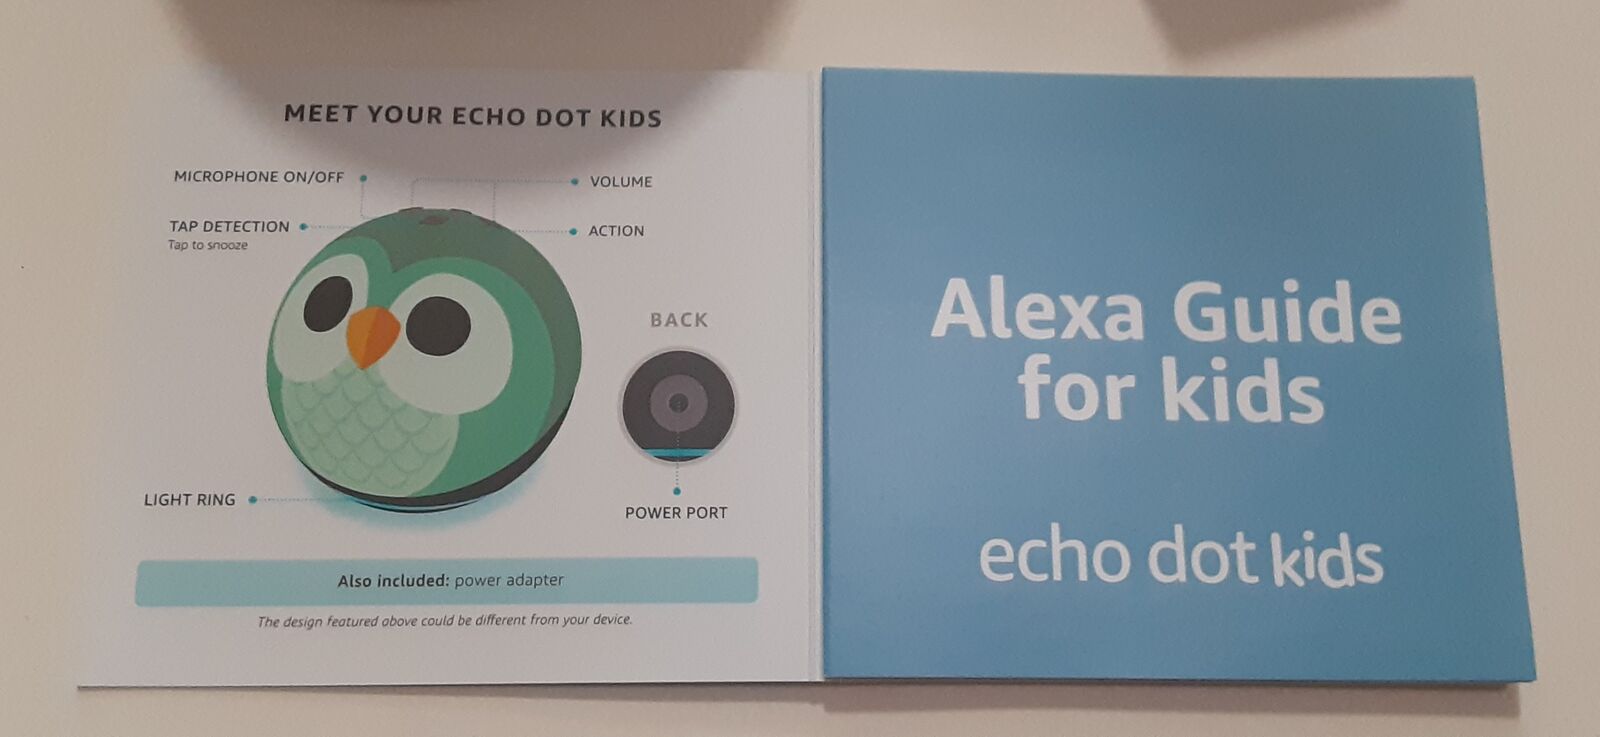 MEET YOUR ECHO DOT KIDS
MICROPHONE ON/OFF
VOLUME
TAP DETECTION
Tap to snooze
ACTION
BACK
LIGHT RING
POWER PORT
Also included: power adapter
The design featured above could be different from your device.
Alexa Guide
for kids
echo dot kids